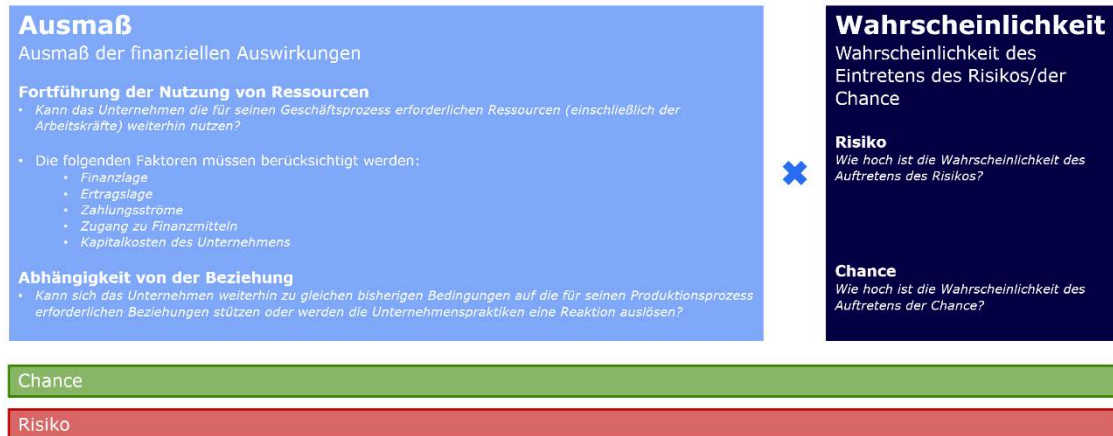 Ausmaß
Ausmaß der finanziellen Auswirkungen
Fortführung der Nutzung von Ressourcen
• Kann das Unternehmen die für seinen Geschäftsprozess erforderlichen Ressourcen (einschließlich der
Arbeitskräfte) weiterhin nutzen?
• Die folgenden Faktoren müssen berücksichtigt werden:
• Finanzlage
• Ertragslage
• Zahlungsströme
• Zugang zu Finanzmitteln
• Kapitalkosten des Unternehmens
Abhängigkeit von der Beziehung
• Kann sich das Unternehmen weiterhin zu gleichen bisherigen Bedingungen auf die für seinen Produktionsprozess
erforderlichen Beziehungen stützen oder werden die Unternehmenspraktiken eine Reaktion auslösen?
Wahrscheinlichkeit
Wahrscheinlichkeit des
Eintretens des Risikos/der
Chance
Risiko
Wie hoch ist die Wahrscheinlichkeit des
Auftretens des Risikos?
Chance
Wie hoch ist die Wahrscheinlichkeit des
Auftretens der Chance?
Chance
Risiko